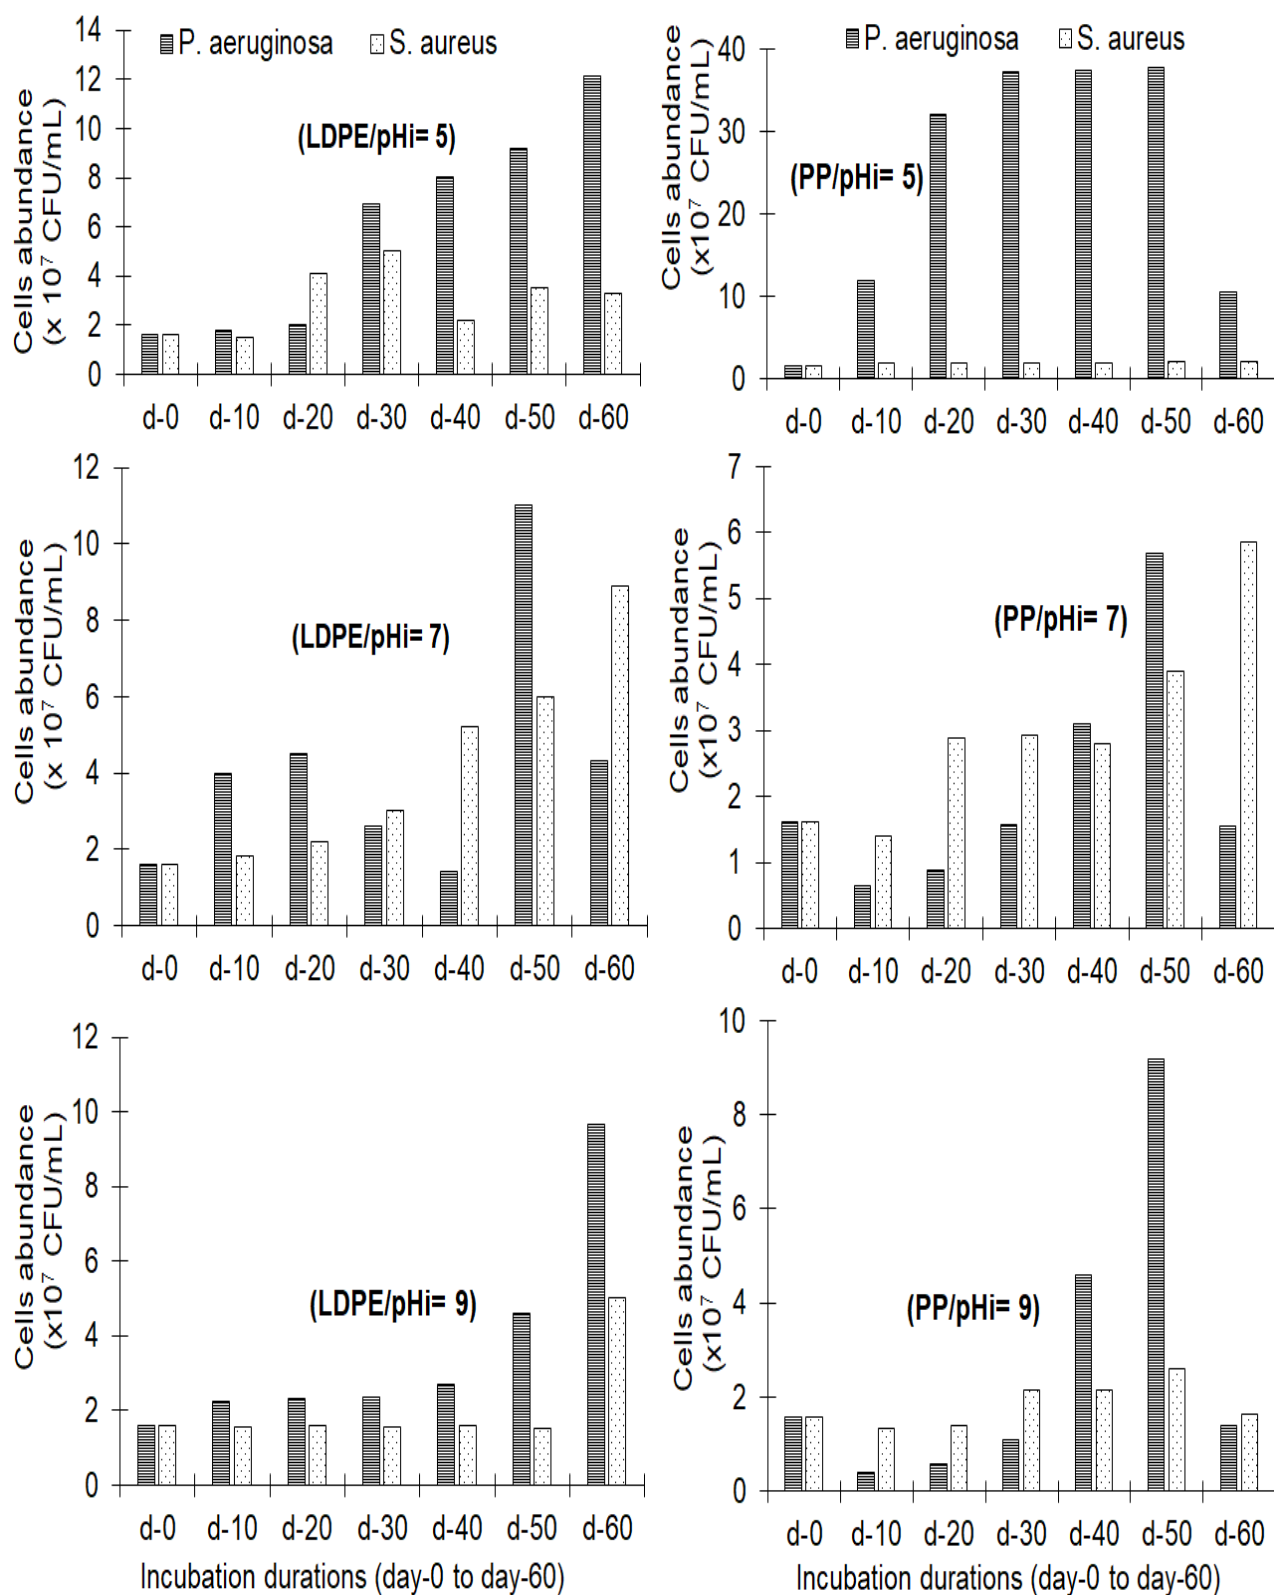 P. aeruginosa S. aureus
Cells abundance
(x 10⁷ CFU/mL)
14
12
10
8
6
4
2
0
(LDPE/pHi= 5)
d-0 d-10 d-20 d-30 d-40 d-50 d-60
P. aeruginosa S. aureus
Cells abundance
(x10⁷ CFU/mL)
40
30
20
10
0
(PP/pHi= 5)
d-0 d-10 d-20 d-30 d-40 d-50 d-60
Cells abundance
(x 10⁷ CFU/mL)
12
10
8
6
4
2
0
(LDPE/pHi= 7)
d-0 d-10 d-20 d-30 d-40 d-50 d-60
Cells abundance
(x10⁷ CFU/mL)
7
6
5
4
3
2
1
0
(PP/pHi= 7)
d-0 d-10 d-20 d-30 d-40 d-50 d-60
Cells abundance
(x10⁷ CFU/mL)
12
10
8
6
4
2
0
(LDPE/pHi= 9)
d-0 d-10 d-20 d-30 d-40 d-50 d-60
Incubation durations (day-0 to day-60)
Cells abundance
(x10⁷ CFU/mL)
10
8
6
4
2
0
(PP/pHi= 9)
d-0 d-10 d-20 d-30 d-40 d-50 d-60
Incubation durations (day-0 to day-60)